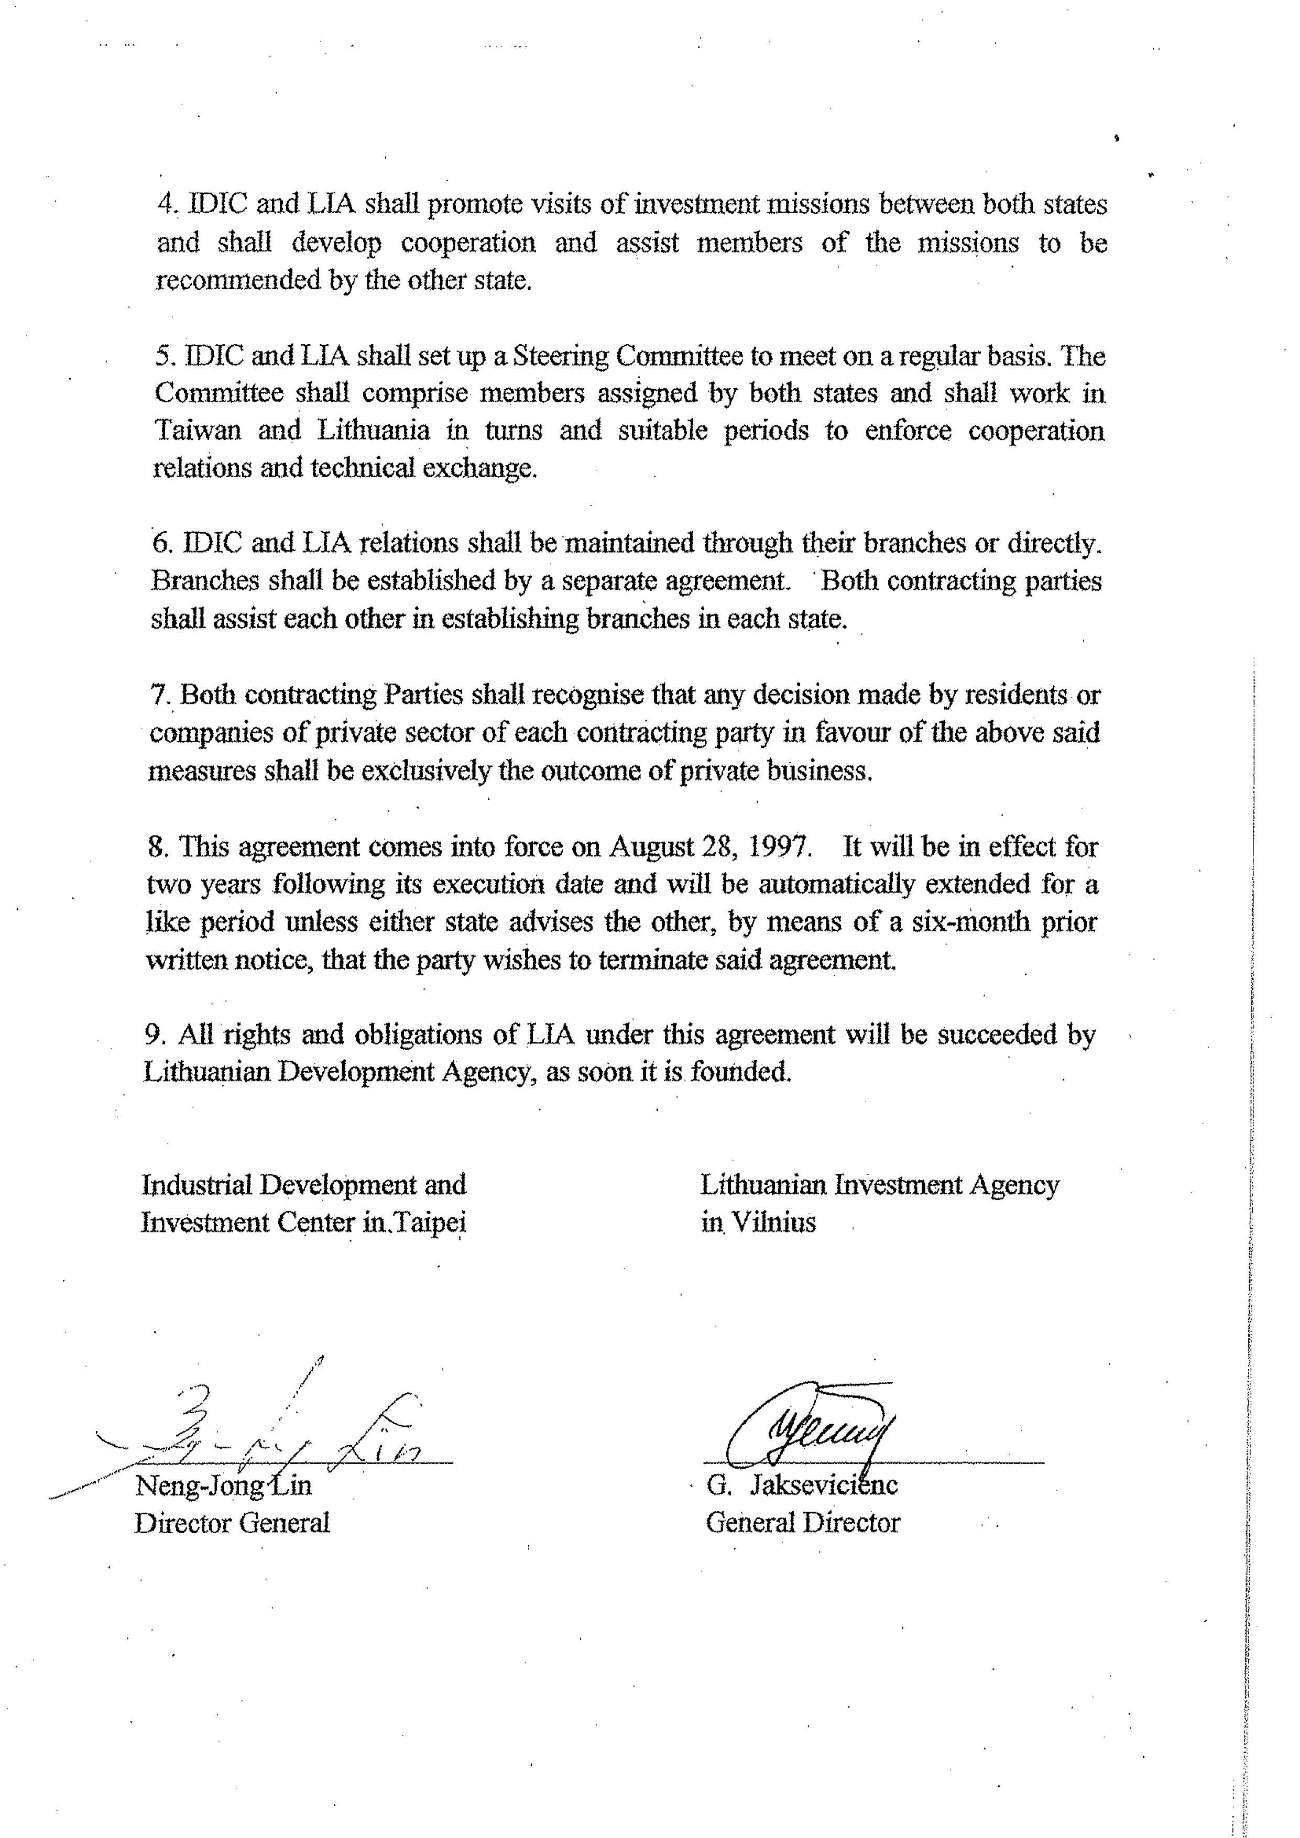 4. IDIC and LIA shall promote visits of investment missions between both states
and shall develop cooperation and assist members of the missions to be
recommended by the other state.
5. IDIC and LIA shall set up a Steering Committee to meet on a regular basis. The
Committee shall comprise members assigned by both states and shall work in
Taiwan and Lithuania in turns and suitable periods to enforce cooperation
relations and technical exchange.
6. IDIC and LIA relations shall be maintained through their branches or directly.
Branches shall be established by a separate agreement. Both contracting parties
shall assist each other in establishing branches in each state.
7. Both contracting Parties shall recognise that any decision made by residents or
companies of private sector of each contracting party in favour of the above said
measures shall be exclusively the outcome of private business.
8. This agreement comes into force on August 28, 1997. It will be in effect for
two years following its execution date and will be automatically extended for a
like period unless either state advises the other, by means of a six-month prior
written notice, that the party wishes to terminate said agreement.
9. All rights and obligations of LIA under this agreement will be succeeded by
Lithuanian Development Agency, as soon it is founded.
Industrial Development and
Investment Center in Taipei
Lithuanian Investment Agency
in Vilnius
Lin
Neng-Jong Lin
Director General
G. Jakseviciene
General Director